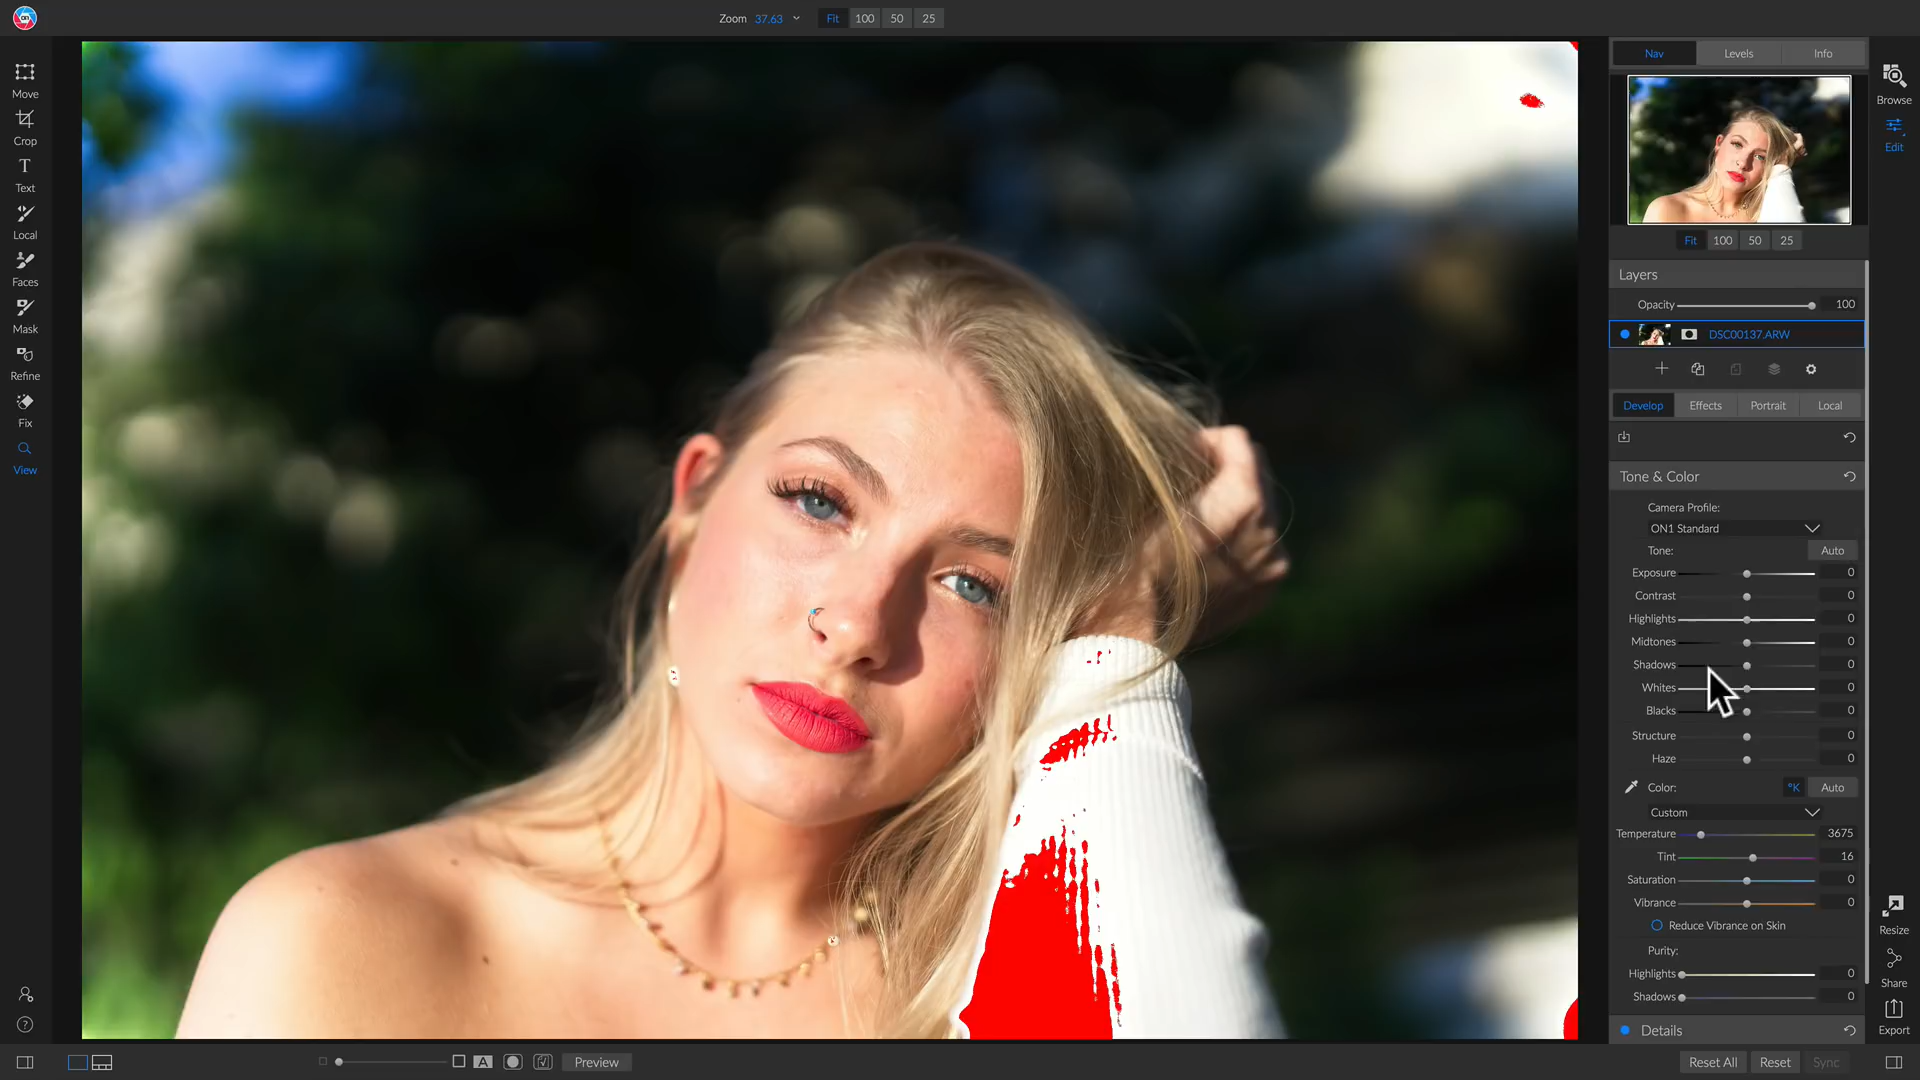 Zoom 37.63 Fit 100 50 25
Move
Crop
Text
Local
Faces
Mask
Refine
Fix
View
Nav Levels Info
Fit 100 50 25
Layers
Opacity 100
DSC00137.ARW
Develop Effects Portrait Local
Tone & Color
Camera Profile:
ON1 Standard
Tone: Auto
Exposure 0
Contrast 0
Highlights 0
Midtones 0
Shadows 0
Whites 0
Blacks 0
Structure 0
Haze 0
Color: °K Auto
Custom
Temperature 3675
Tint 16
Saturation 0
Vibrance 0
Reduce Vibrance on Skin
Purity:
Highlights 0
Shadows 0
Details
Browse
Edit
Resize
Share
Export
A Preview
Reset All Reset Sync